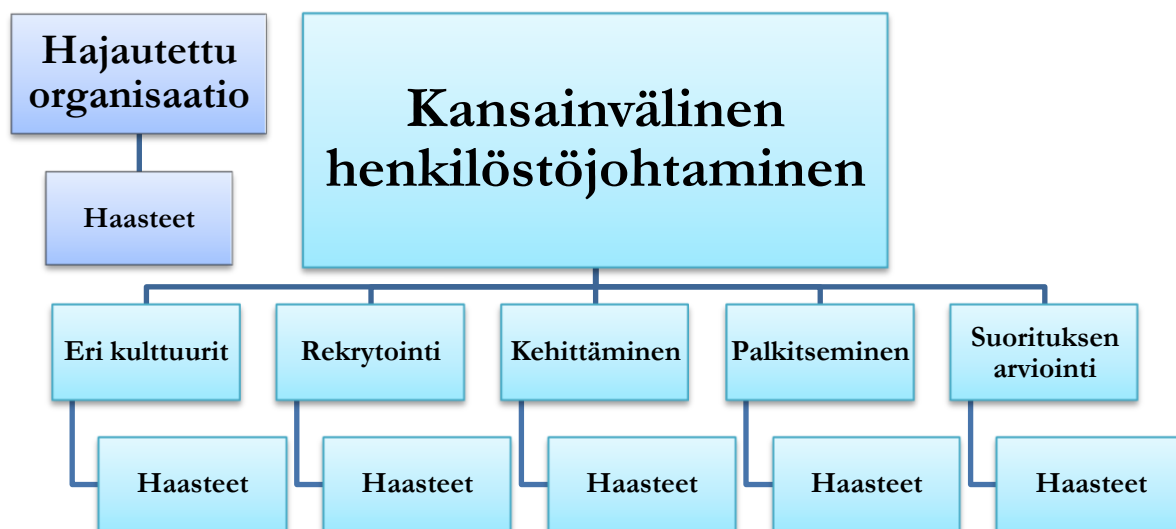 Hajautettu
organisaatio
Haasteet
Kansainvälinen
henkilöstöjohtaminen
Eri kulttuurit
Rekrytointi
Kehittäminen
Palkitseminen
Suorituksen
arviointi
Haasteet
Haasteet
Haasteet
Haasteet
Haasteet